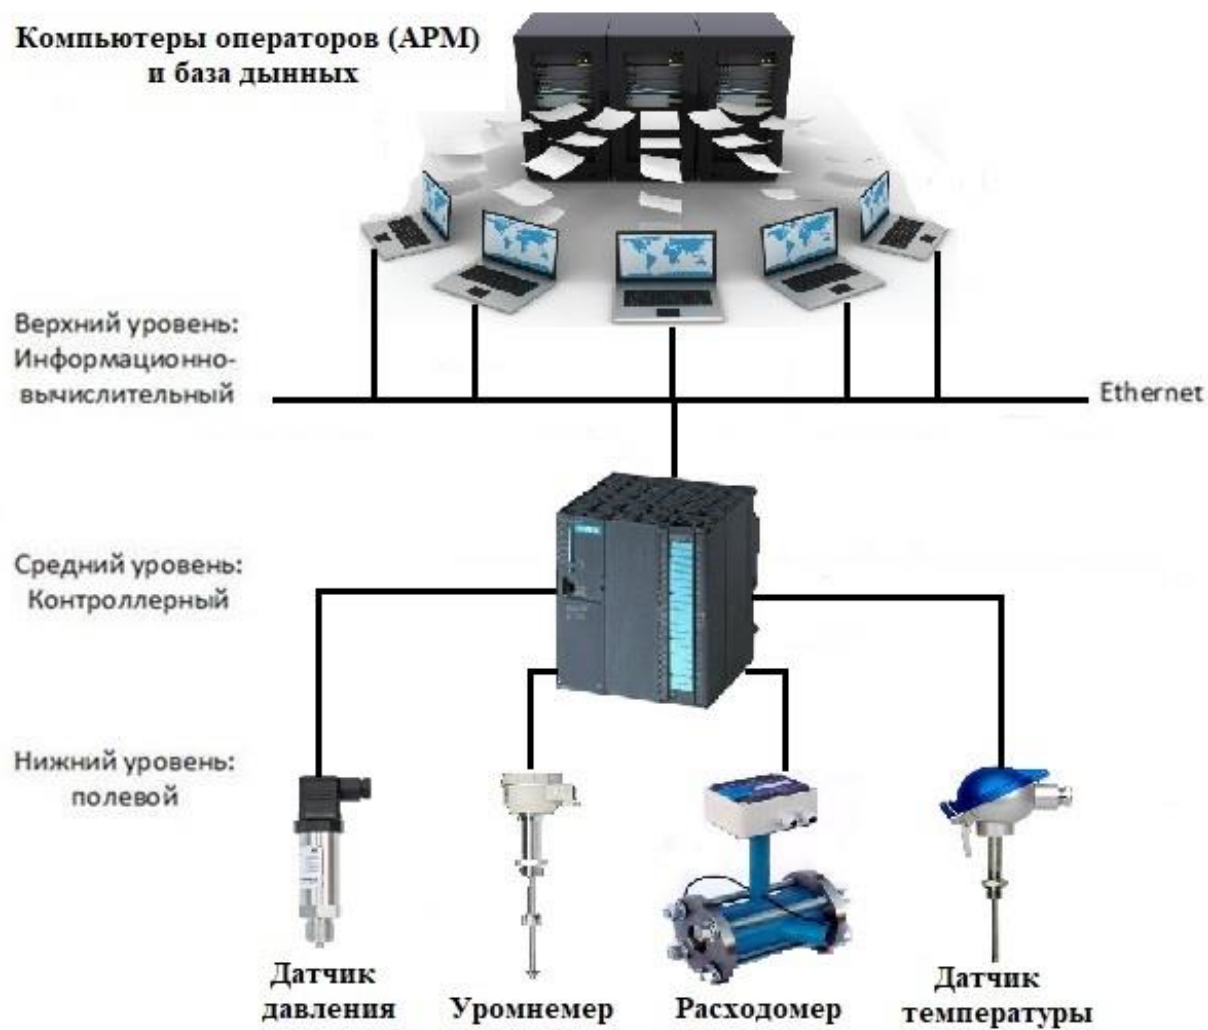 Компьютеры операторов (АРМ)
и база дынных
Верхний уровень:
Информационно-
вычислительный
Ethernet
Средний уровень:
Контроллерный
Нижний уровень:
полевой
Датчик
давления
Уромнемер
Расходомер
Датчик
температуры